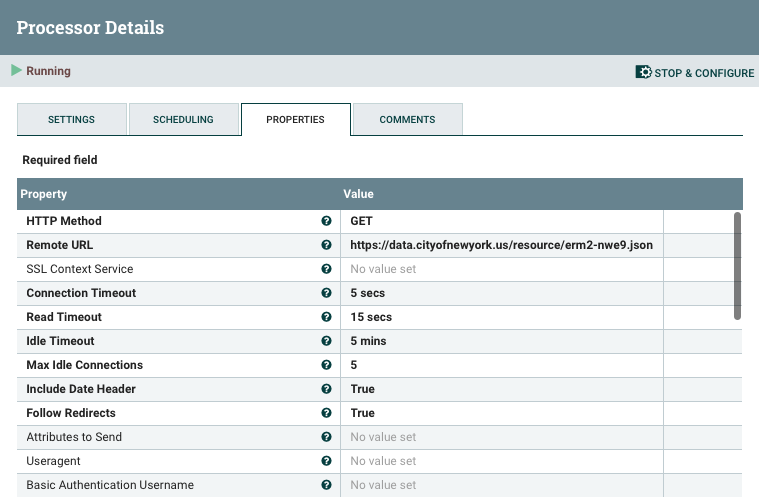 Processor Details
Running
STOP & CONFIGURE
SETTINGS SCHEDULING PROPERTIES COMMENTS
Required field
Property Value
HTTP Method ? GET
Remote URL ? https://data.cityofnewyork.us/resource/erm2-nwe9.json
SSL Context Service ? No value set
Connection Timeout ? 5 secs
Read Timeout ? 15 secs
Idle Timeout ? 5 mins
Max Idle Connections ? 5
Include Date Header ? True
Follow Redirects ? True
Attributes to Send ? No value set
Useragent ? No value set
Basic Authentication Username ? No value set